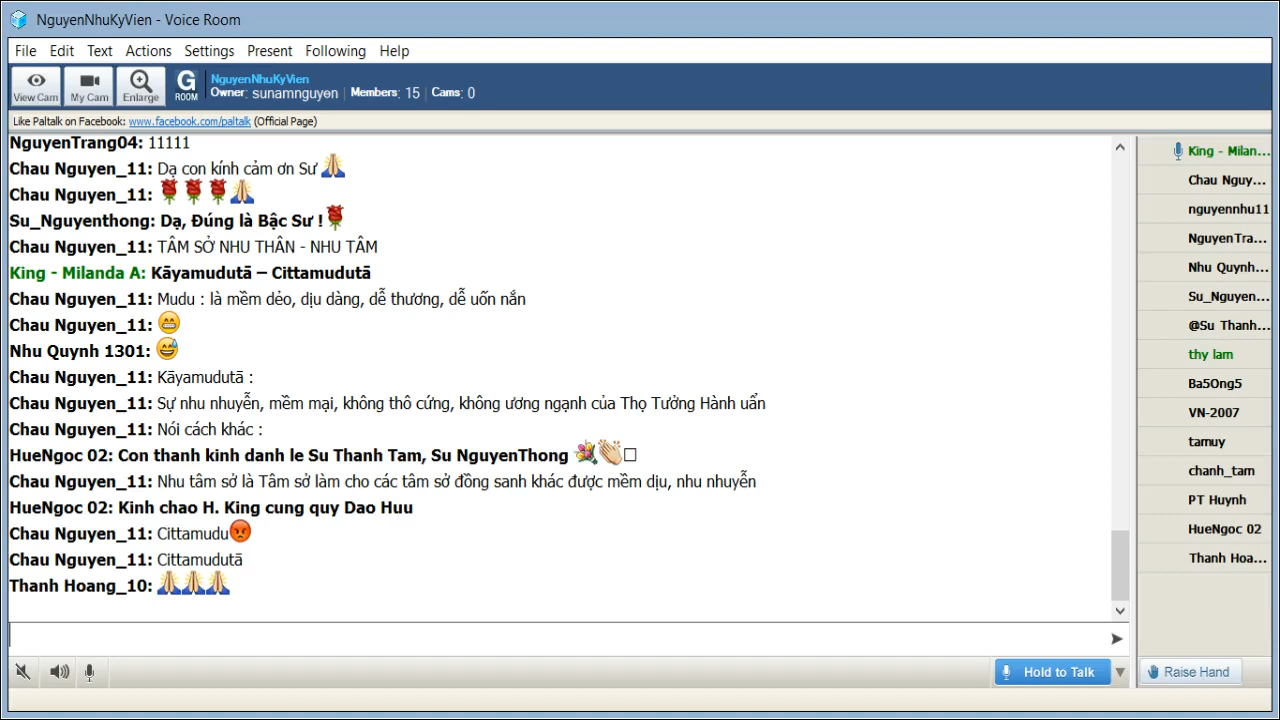 NguyenNhuKyVien - Voice Room
File Edit Text Actions Settings Present Following Help
View Cam My Cam Enlarge G ROOM
NguyenNhuKyVien
Owner: sunamnguyen Members: 15 Cams: 0
Like Paltalk on Facebook: www.facebook.com/paltalk (Official Page)
NguyenTrang04: 11111
Chau Nguyen_11: Dạ con kính cảm ơn Sư 🙏
Chau Nguyen_11: 🌹🌹🌹🙏
Su_Nguyenthong: Dạ, Đúng là Bậc Sư !🌹
Chau Nguyen_11: TÂM SỞ NHU THÂN - NHU TÂM
King - Milanda A: Kāyamudutā – Cittamudutā
Chau Nguyen_11: Mudu : là mềm dẻo, dịu dàng, dễ thương, dễ uốn nắn
Chau Nguyen_11: 😁
Nhu Quynh 1301: 😅
Chau Nguyen_11: Kāyamudutā :
Chau Nguyen_11: Sự nhu nhuyễn, mềm mại, không thô cứng, không ương ngạnh của Thọ Tưởng Hành uẩn
Chau Nguyen_11: Nói cách khác :
HueNgoc 02: Con thanh kinh danh le Su Thanh Tam, Su NguyenThong 💐👏□
Chau Nguyen_11: Nhu tâm sở là Tâm sở làm cho các tâm sở đồng sanh khác được mềm dịu, nhu nhuyễn
HueNgoc 02: Kinh chao H. King cung quy Dao Huu
Chau Nguyen_11: Cittamudu😡
Chau Nguyen_11: Cittamudutā
Thanh Hoang_10: 🙏🙏🙏
King - Milan...
Chau Nguy...
nguyennhu11
NguyenTra...
Nhu Quynh...
Su_Nguyen...
@Su Thanh...
thy lam
Ba5Ong5
VN-2007
tamuy
chanh_tam
PT Huynh
HueNgoc 02
Thanh Hoa...
Hold to Talk
Raise Hand